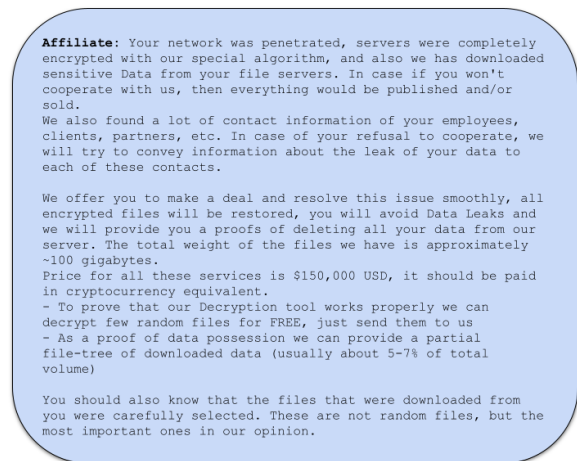 Affiliate: Your network was penetrated, servers were completely
encrypted with our special algorithm, and also we has downloaded
sensitive Data from your file servers. In case if you won't
cooperate with us, then everything would be published and/or
sold.
We also found a lot of contact information of your employees,
clients, partners, etc. In case of your refusal to cooperate, we
will try to convey information about the leak of your data to
each of these contacts.
We offer you to make a deal and resolve this issue smoothly, all
encrypted files will be restored, you will avoid Data Leaks and
we will provide you a proofs of deleting all your data from our
server. The total weight of the files we have is approximately
~100 gigabytes.
Price for all these services is $150,000 USD, it should be paid
in cryptocurrency equivalent.
- To prove that our Decryption tool works properly we can
decrypt few random files for FREE, just send them to us
- As a proof of data possession we can provide a partial
file-tree of downloaded data (usually about 5-7% of total
volume)
You should also know that the files that were downloaded from
you were carefully selected. These are not random files, but the
most important ones in our opinion.